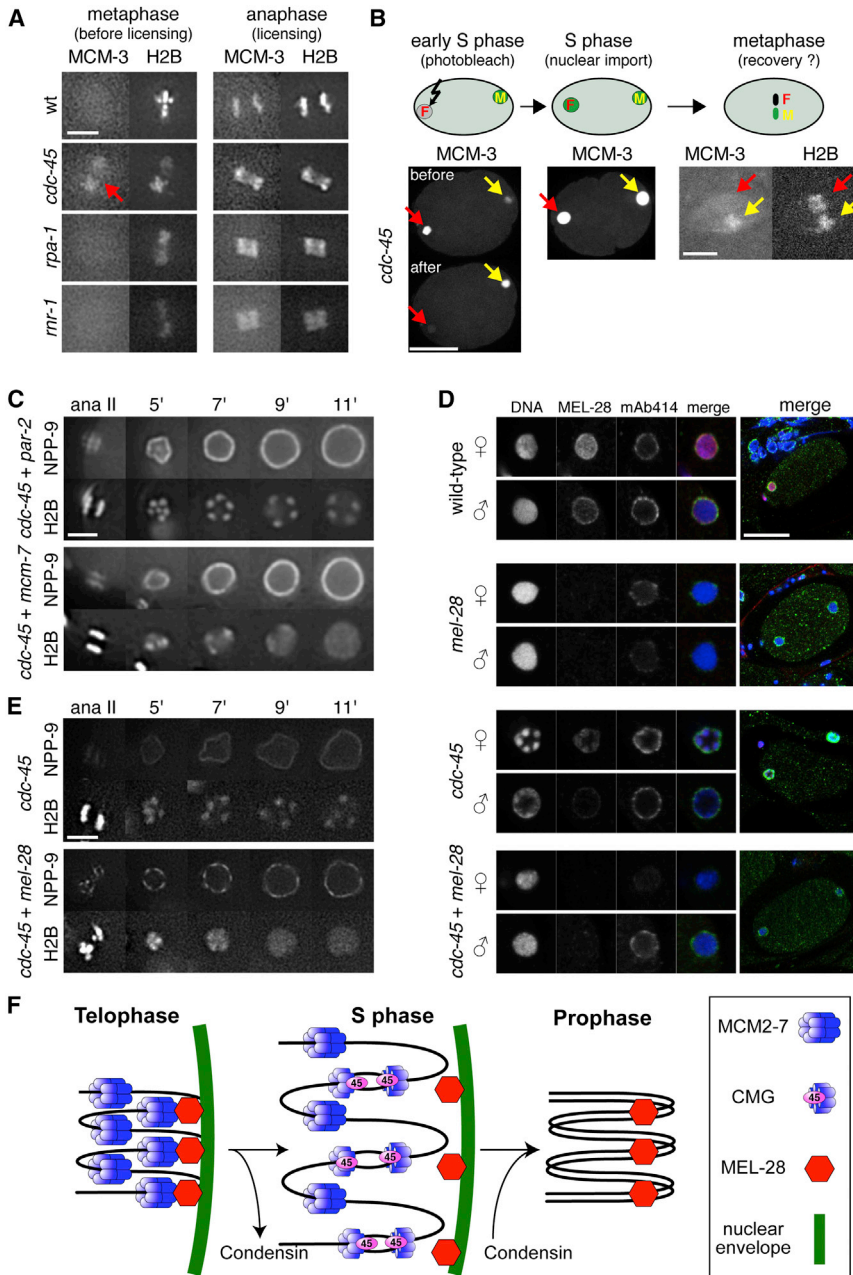 A
metaphase
(before licensing)
MCM-3 H2B
anaphase
(licensing)
MCM-3 H2B
wt
cdc-45
rpa-1
rnr-1
B
early S phase
(photobleach)
S phase
(nuclear import)
metaphase
(recovery ?)
F M
F M
F
M
MCM-3
MCM-3
MCM-3 H2B
cdc-45
before
after
C
ana II 5' 7' 9' 11'
cdc-45 + par-2
NPP-9
H2B
cdc-45 + mcm-7
NPP-9
H2B
D
DNA MEL-28 mAb414 merge merge
wild-type
♀
♂
mel-28
♀
♂
cdc-45
♀
♂
cdc-45 + mel-28
♀
♂
E
ana II 5' 7' 9' 11'
cdc-45
NPP-9
H2B
cdc-45 + mel-28
NPP-9
H2B
F
Telophase
S phase
Prophase
45 45
45 45
45 45
Condensin
Condensin
MCM2-7
CMG
45
MEL-28
nuclear
envelope